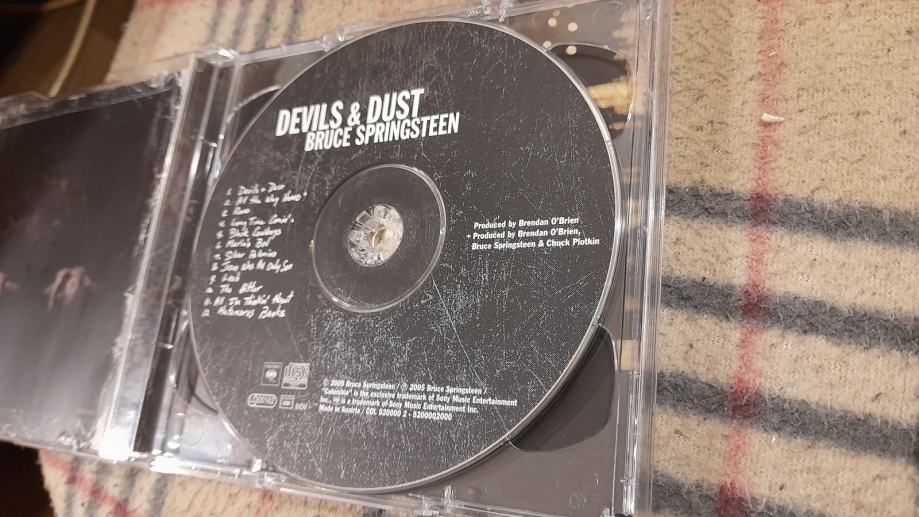 DEVILS & DUST
BRUCE SPRINGSTEEN
1. Devils + Dust
2. All the Way Home +
3. Reno
4. Long Time Comin' +
5. Black Cowboys
6. Maria's Bed
7. Silver Palomino
8. Jesus Was An Only Son
9. Leah
10. The Hitter
11. All I'm Thinkin' About
12. Matamoros Banks
Produced by Brendan O'Brien
+ Produced by Brendan O'Brien,
Bruce Springsteen & Chuck Plotkin
© 2005 Bruce Springsteen / ℗ 2005 Bruce Springsteen /
"Columbia" is the exclusive trademark of Sony Music Entertainment
Inc., is a trademark of Sony Music Entertainment Inc.
Made in Austria / COL 520000 2 - 5200002000